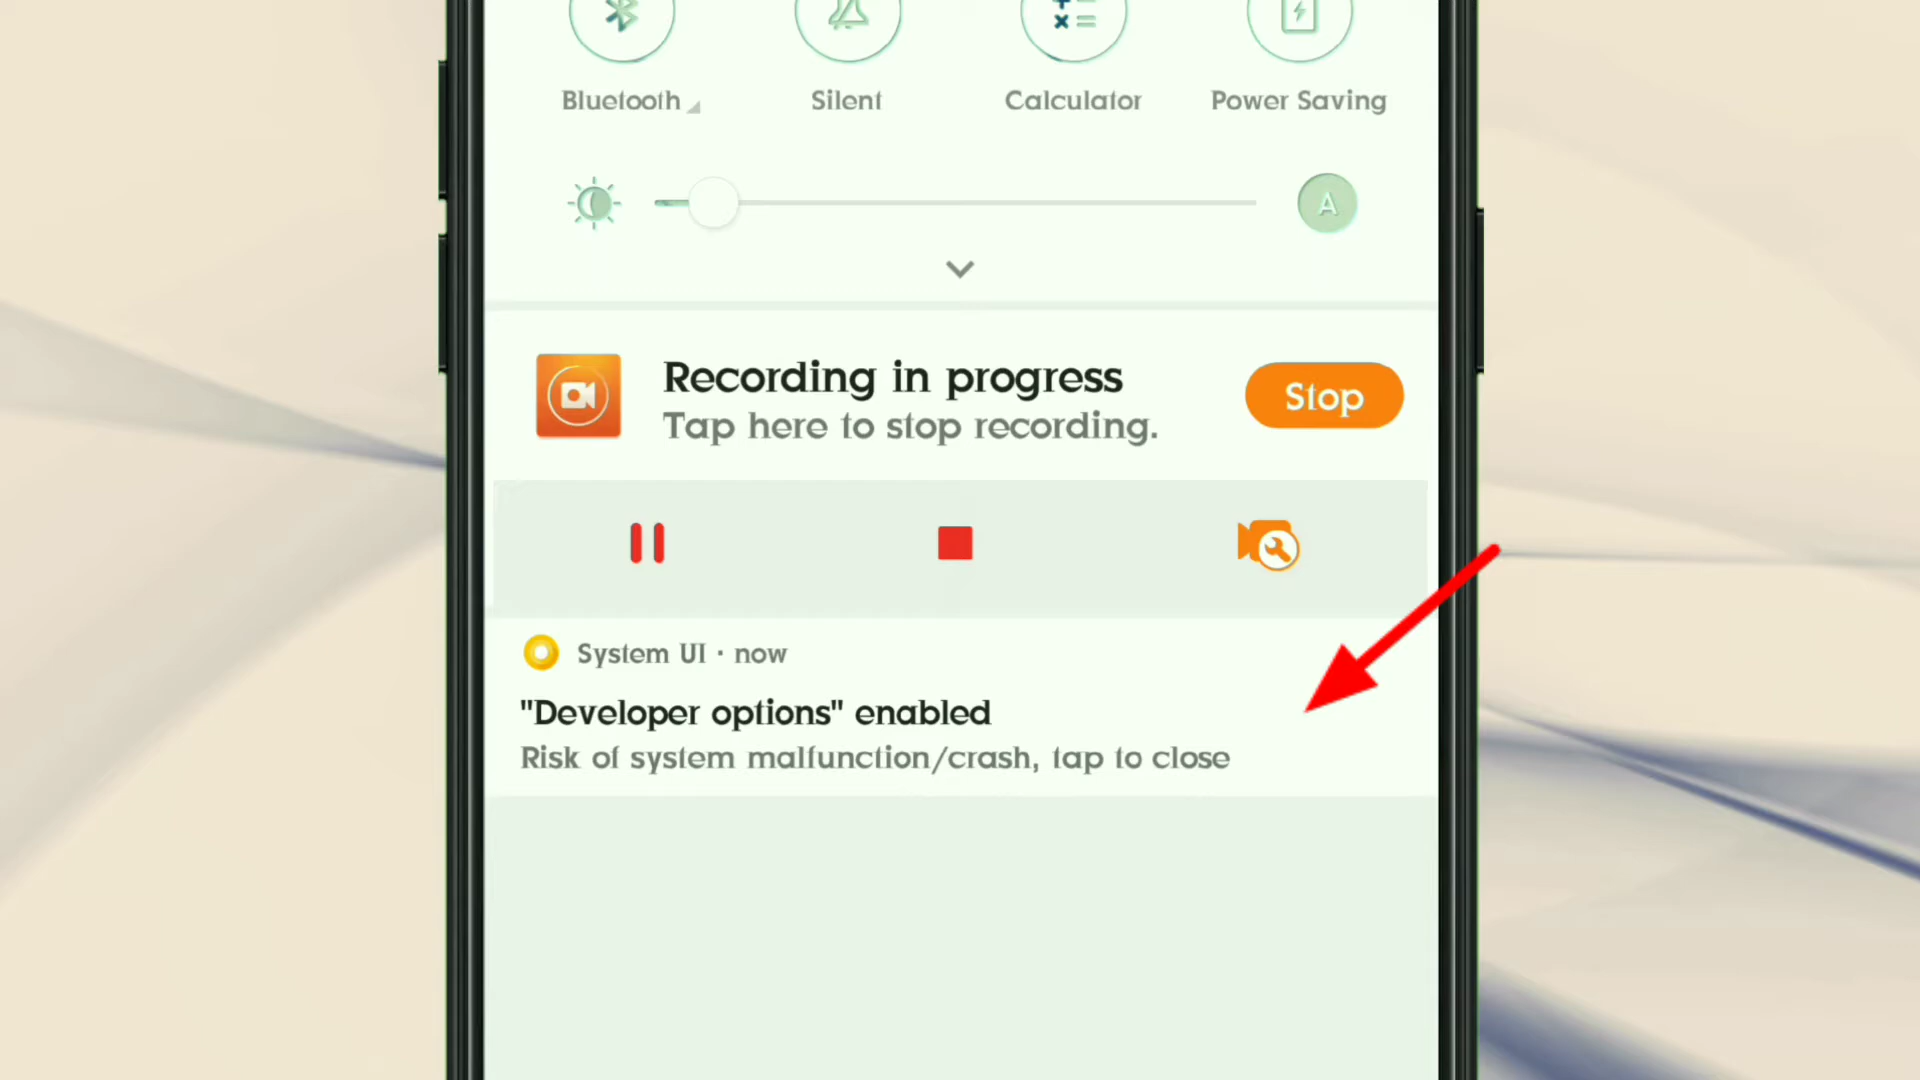 Bluetooth
Silent
Calculator
Power Saving
A
Recording in progress
Tap here to stop recording.
Stop
System UI · now
"Developer options" enabled
Risk of system malfunction/crash, tap to close